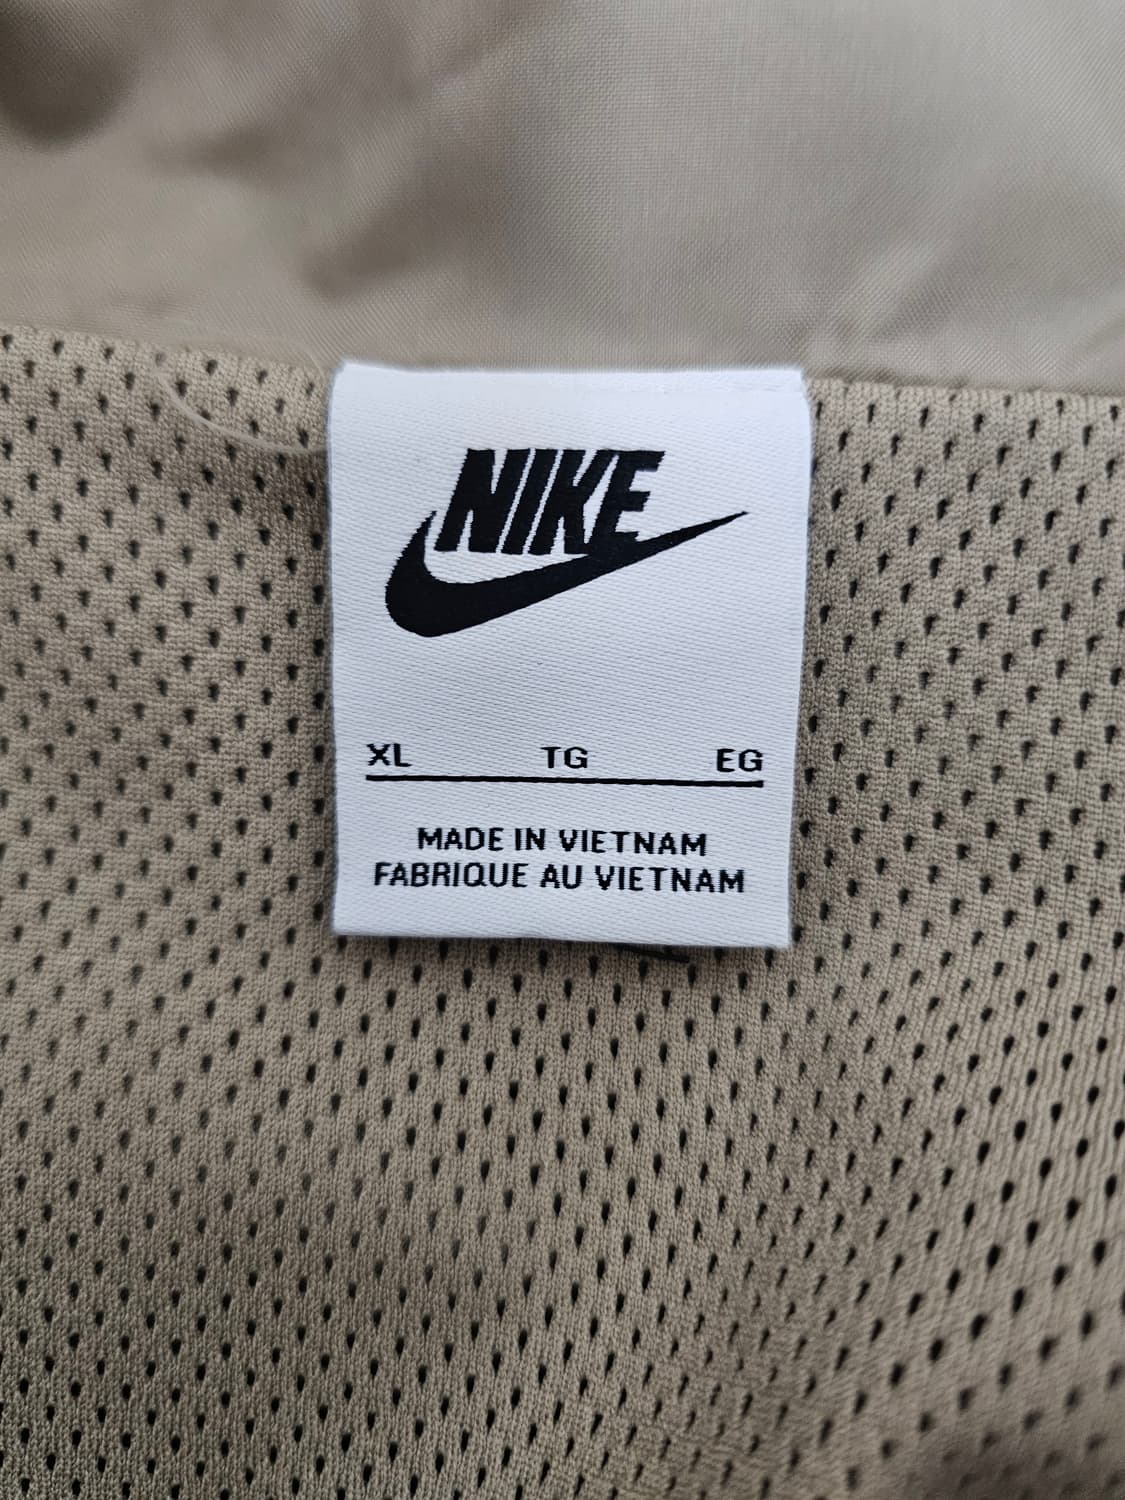 NIKE
XL TG EG
MADE IN VIETNAM
FABRIQUE AU VIETNAM